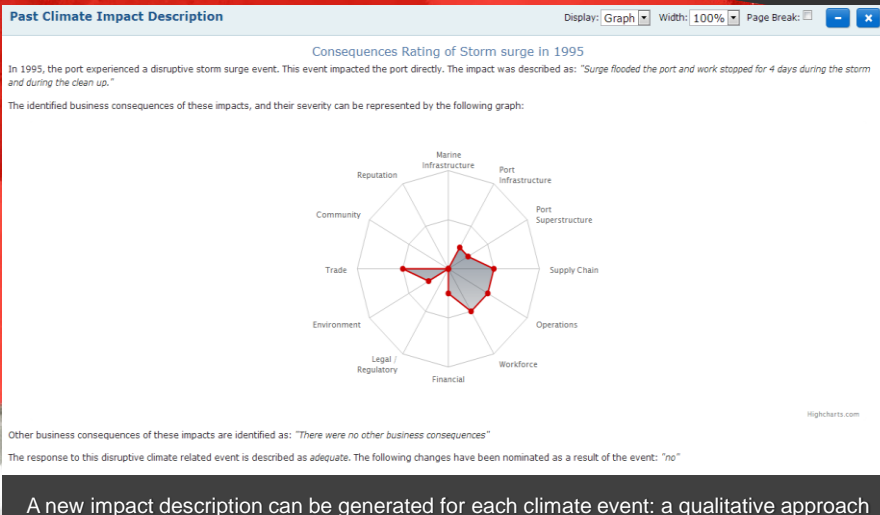 Past Climate Impact Description
Display: Graph Width: 100% Page Break:
Consequences Rating of Storm surge in 1995
In 1995, the port experienced a disruptive storm surge event. This event impacted the port directly. The impact was described as: "Surge flooded the port and work stopped for 4 days during the storm
and during the clean up."
The identified business consequences of these impacts, and their severity can be represented by the following graph:
Marine
Infrastructure
Port
Infrastructure
Port
Superstructure
Supply Chain
Operations
Workforce
Financial
Legal /
Regulatory
Environment
Trade
Community
Reputation
Highcharts.com
Other business consequences of these impacts are identified as: "There were no other business consequences"
The response to this disruptive climate related event is described as adequate. The following changes have been nominated as a result of the event: "no"
A new impact description can be generated for each climate event: a qualitative approach